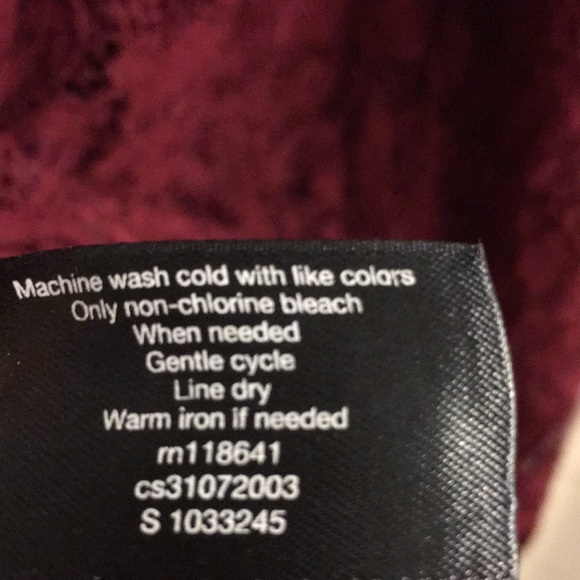 Machine wash cold with like colors
Only non-chlorine bleach
When needed
Gentle cycle
Line dry
Warm iron if needed
rn118641
cs31072003
S 1033245